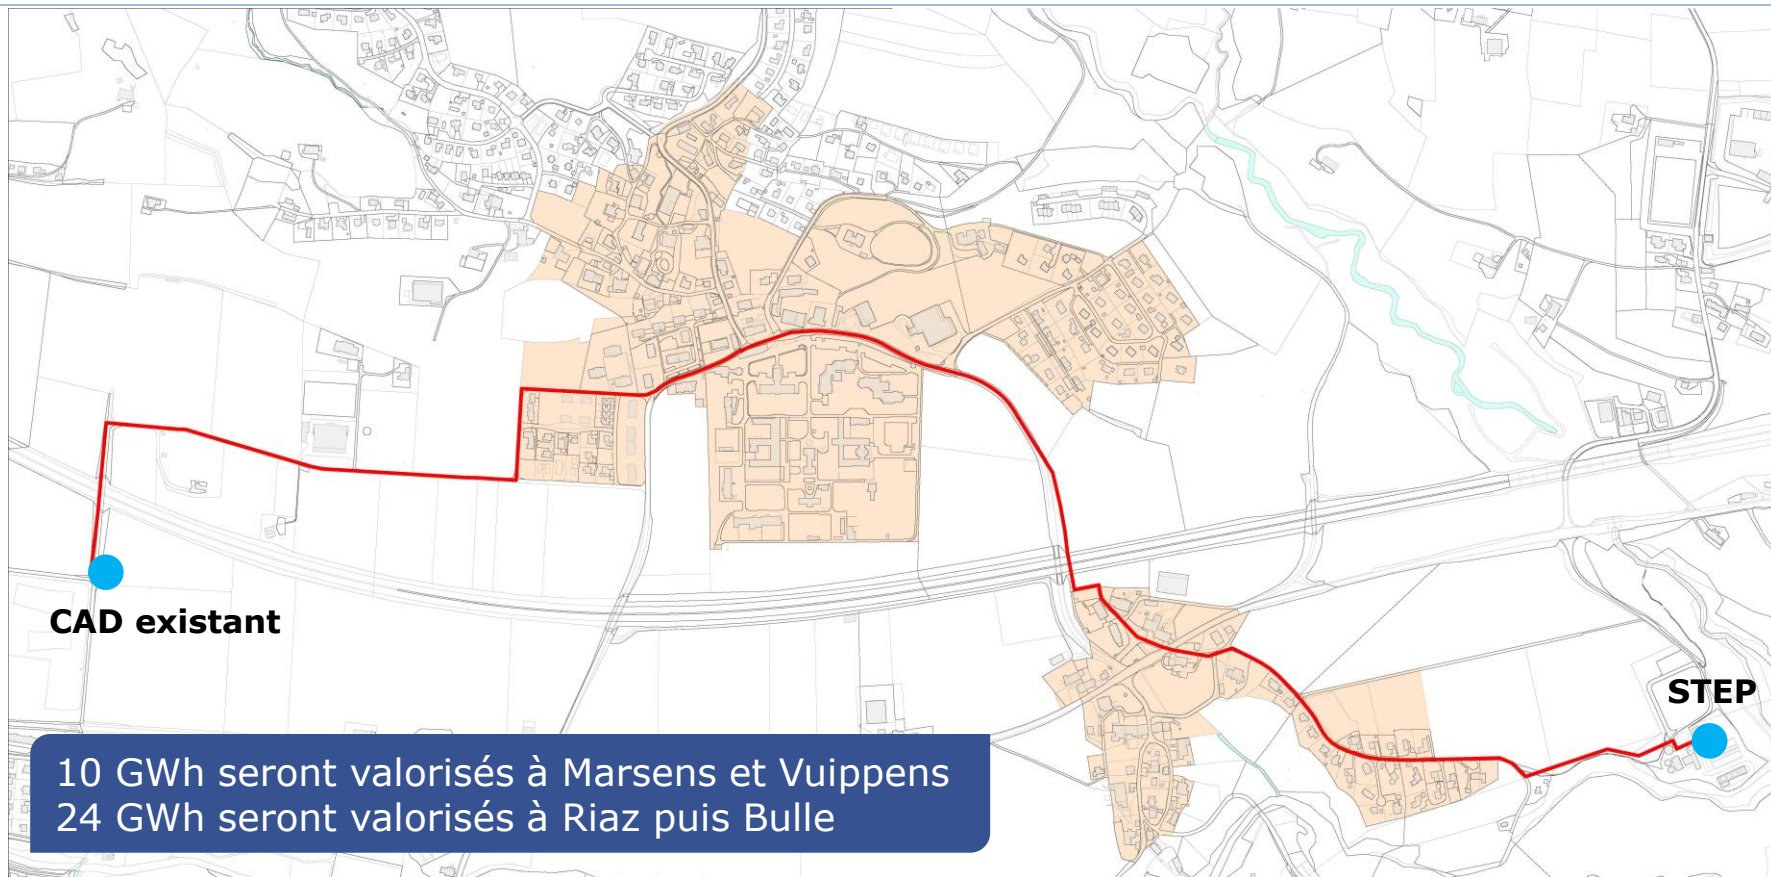 CAD existant
STEP
10 GWh seront valorisés à Marsens et Vuippens
24 GWh seront valorisés à Riaz puis Bulle